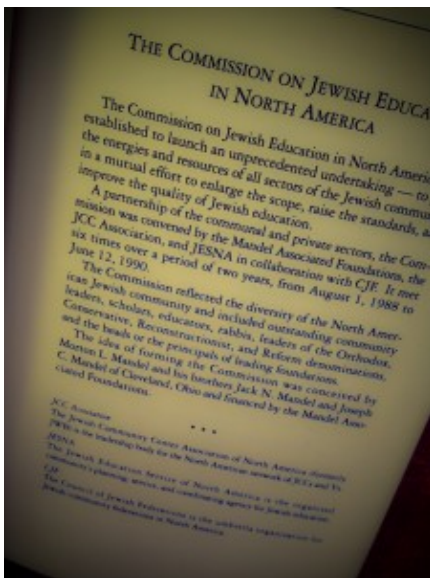 THE COMMISSION ON JEWISH EDUCA
IN NORTH AMERICA
The Commission on Jewish Education in North Ameri
established to launch an unprecedented undertaking — to
the energies and resources of all sectors of the Jewish commu
in a mutual effort to enlarge the scope, raise the standards, a
improve the quality of Jewish education.
A partnership of the communal and private sectors, the Com-
mission was convened by the Mandel Associated Foundations, the
JCC Association, and JESNA in collaboration with CJF. It met
six times over a period of two years, from August 1, 1988 to
June 12, 1990.
The Commission reflected the diversity of the North Amer-
ican Jewish community and included outstanding community
leaders, scholars, educators, rabbis, leaders of the Orthodox,
Conservative, Reconstructionist, and Reform denominations,
and the heads or the principals of leading foundations.
The idea of forming the Commission was conceived by
Morton L. Mandel and his brothers Jack N. Mandel and Joseph
C. Mandel of Cleveland, Ohio and financed by the Mandel Asso-
ciated Foundations.
* * *
JCC Association
The Jewish Community Center Association of North America (formerly
JWB) is the leadership body for the North American network of JCCs and Ys.
JESNA
The Jewish Education Service of North America is the organized
community's planning, service, and coordinating agency for Jewish education.
CJF
The Council of Jewish Federations is the umbrella organization for
Jewish community federations in North America.